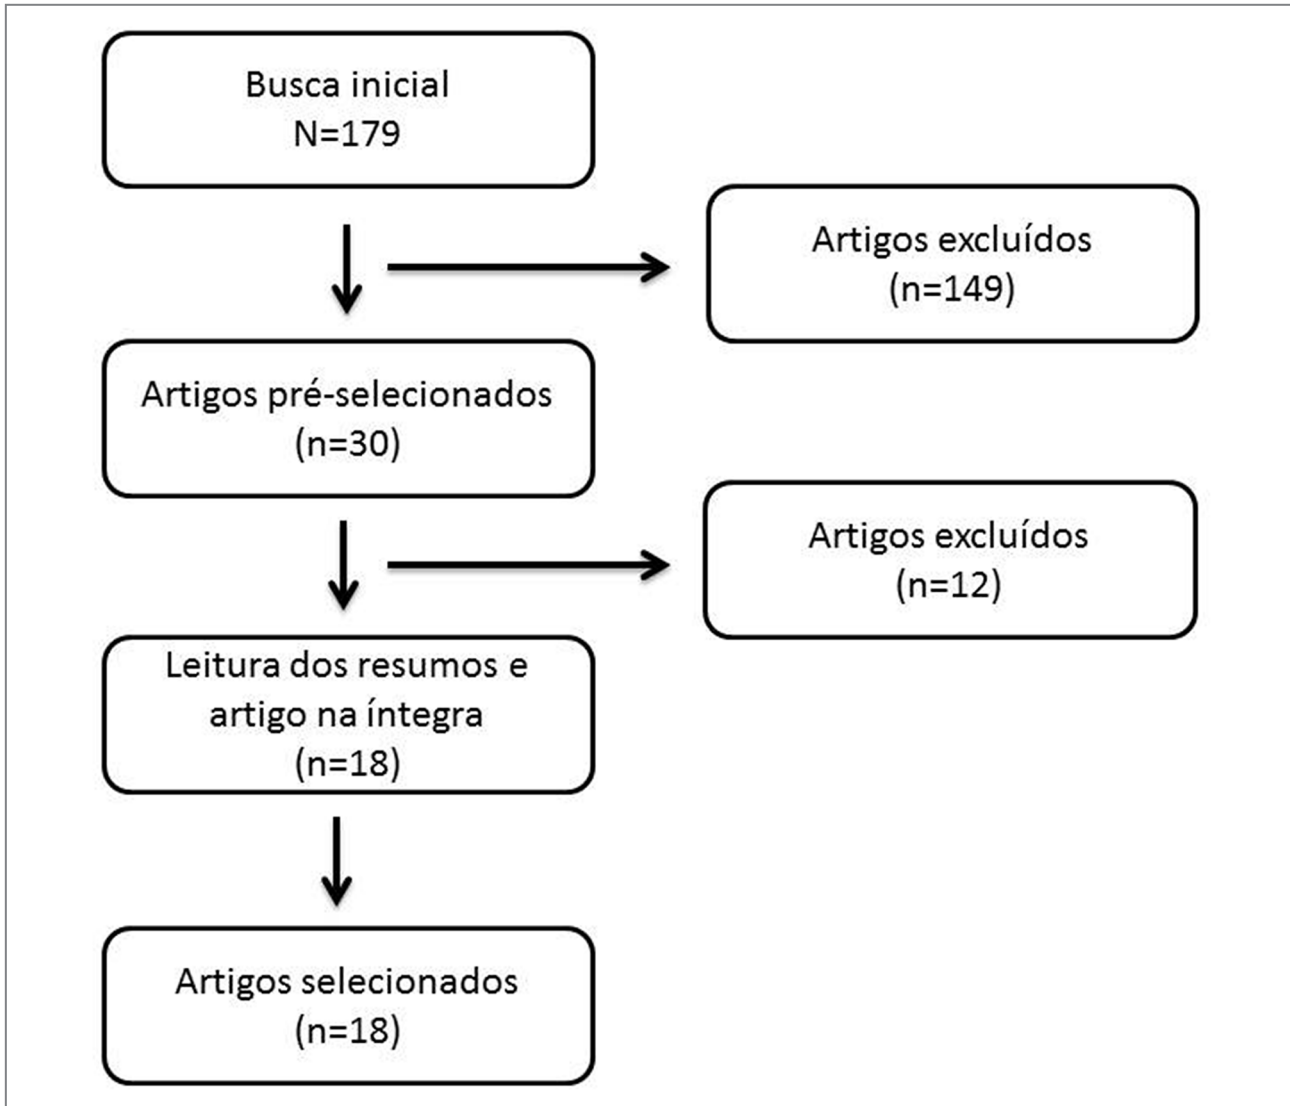 Busca inicial
N=179
Artigos excluídos
(n=149)
Artigos pré-selecionados
(n=30)
Artigos excluídos
(n=12)
Leitura dos resumos e
artigo na íntegra
(n=18)
Artigos selecionados
(n=18)